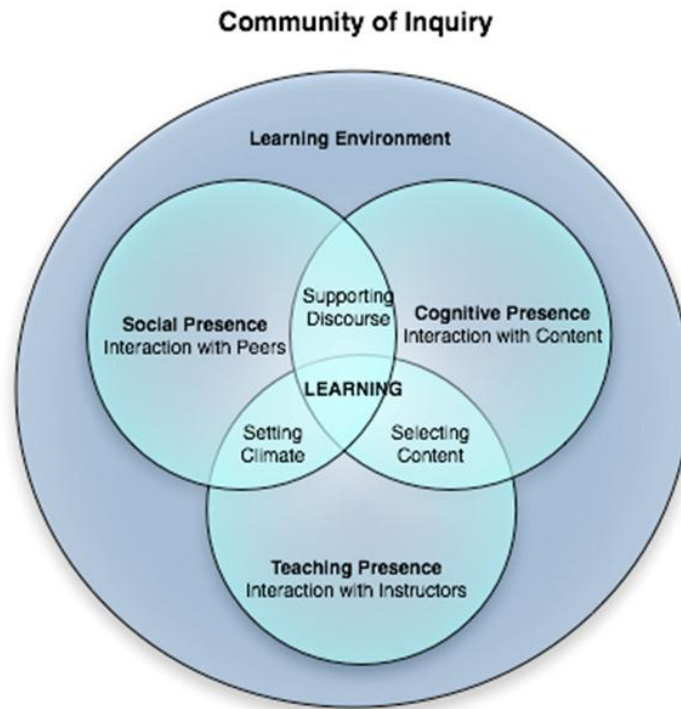 Community of Inquiry
Learning Environment
Supporting
Discourse
Social Presence
Interaction with Peers
Cognitive Presence
Interaction with Content
LEARNING
Setting
Climate
Selecting
Content
Teaching Presence
Interaction with Instructors